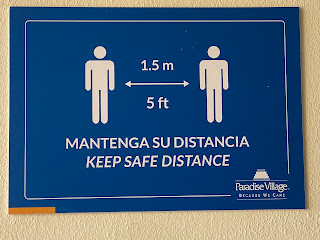 1.5 m
5 ft
MANTENGA SU DISTANCIA
KEEP SAFE DISTANCE
Paradise Village
BECAUSE WE CARE